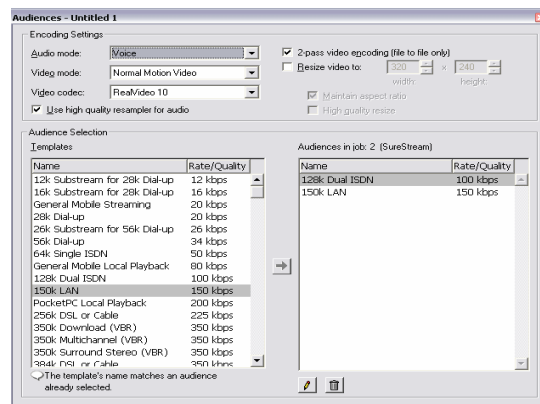 Audiences - Untitled 1
Encoding Settings
Audio mode: Voice
Video mode: Normal Motion Video
Video codec: RealVideo 10
Use high quality resampler for audio
2-pass video encoding (file to file only)
Resize video to: 320 x 240
width: height:
Maintain aspect ratio
High quality resize
Audience Selection
Templates
Name Rate/Quality
12k Substream for 28k Dial-up 12 kbps
16k Substream for 28k Dial-up 16 kbps
General Mobile Streaming 20 kbps
28k Dial-up 20 kbps
26k Substream for 56k Dial-up 26 kbps
56k Dial-up 34 kbps
64k Single ISDN 50 kbps
General Mobile Local Playback 80 kbps
128k Dual ISDN 100 kbps
150k LAN 150 kbps
PocketPC Local Playback 200 kbps
256k DSL or Cable 225 kbps
350k Download (VBR) 350 kbps
350k Multichannel (VBR) 350 kbps
350k Surround Stereo (VBR) 350 kbps
384k DSL or Cable 350 kbps
The template's name matches an audience
already selected.
Audiences in job: 2 (SureStream)
Name Rate/Quality
128k Dual ISDN 100 kbps
150k LAN 150 kbps